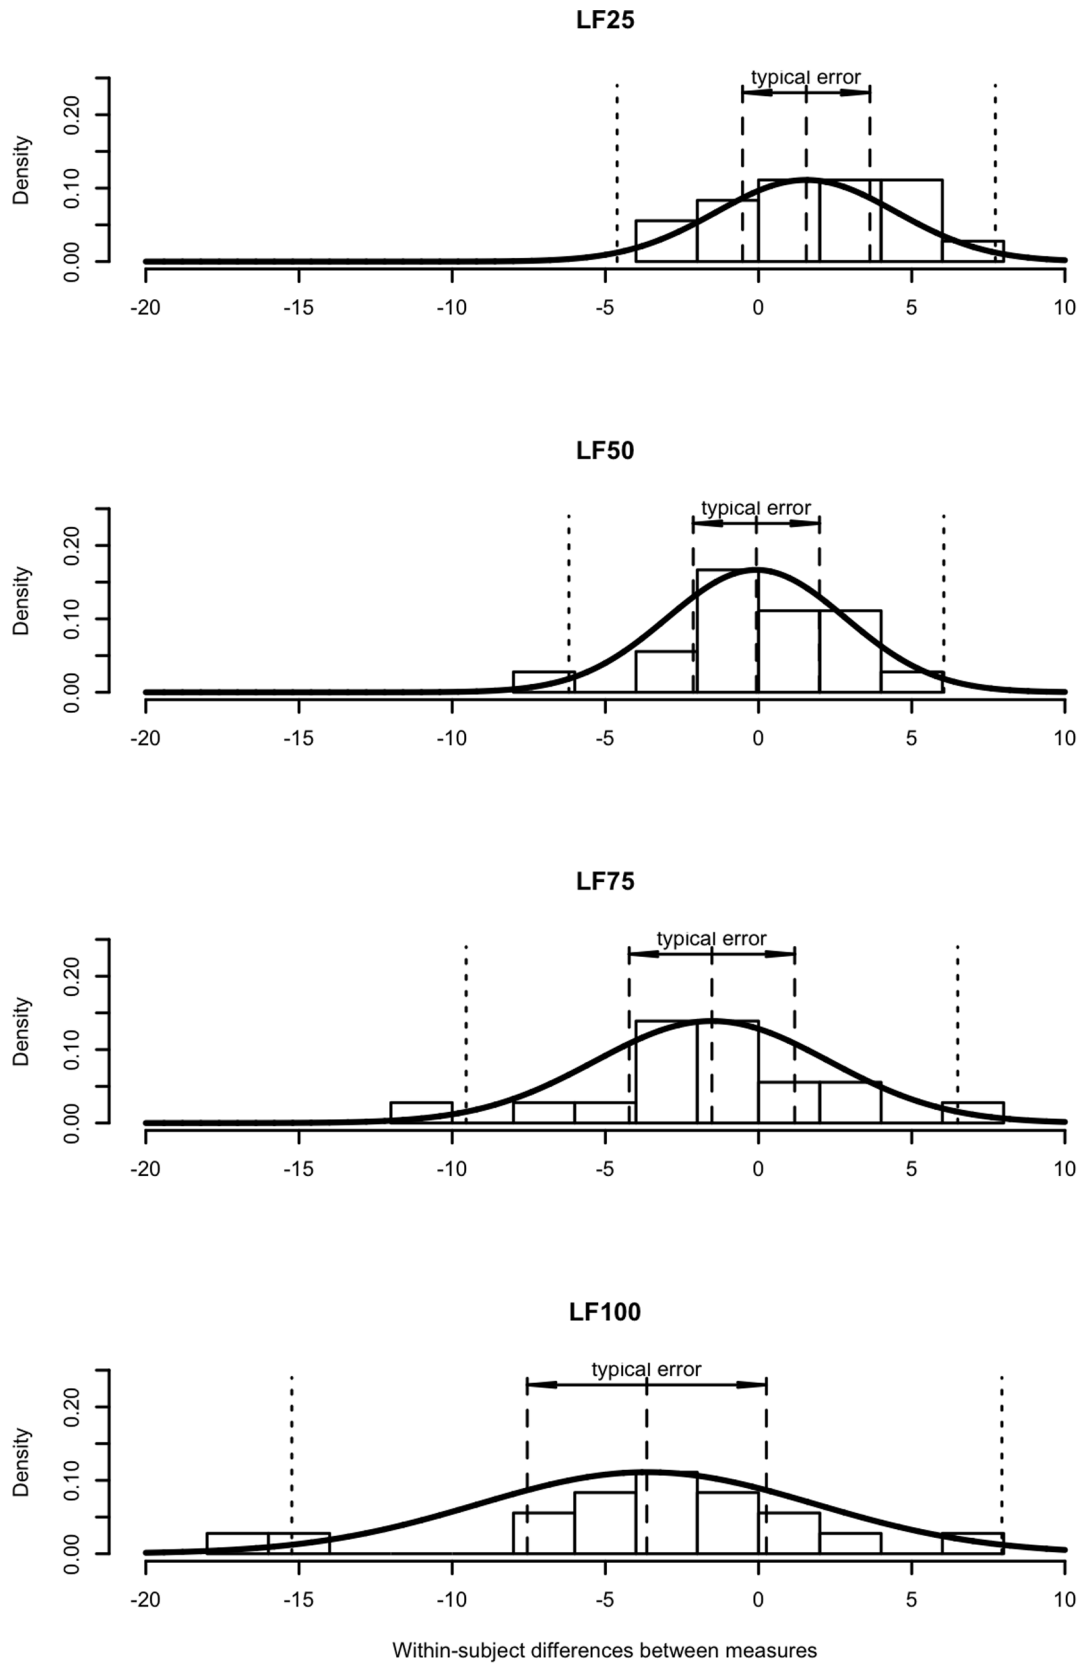 LF25
typical error
Density
0.00 0.10 0.20
-20 -15 -10 -5 0 5 10
LF50
typical error
Density
0.00 0.10 0.20
-20 -15 -10 -5 0 5 10
LF75
typical error
Density
0.00 0.10 0.20
-20 -15 -10 -5 0 5 10
LF100
typical error
Density
0.00 0.10 0.20
-20 -15 -10 -5 0 5 10
Within-subject differences between measures